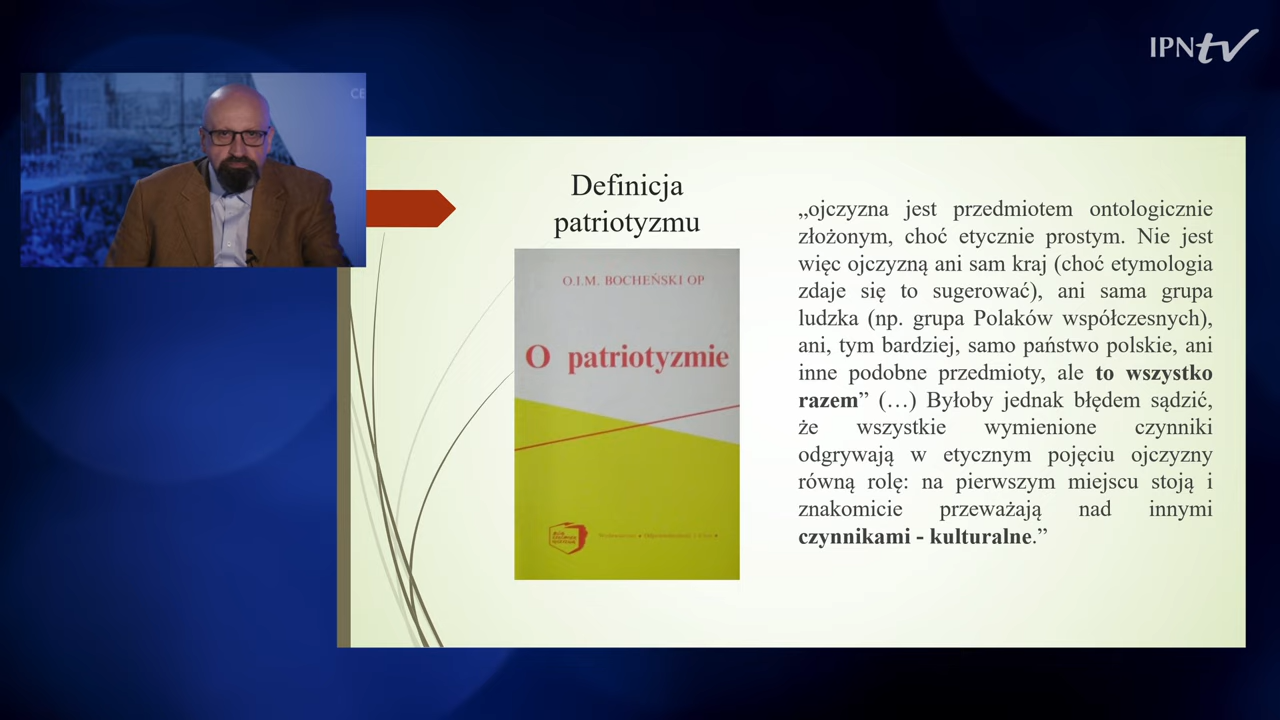 IPNtv
CE
Definicja
patriotyzmu
O.I.M. BOCHEŃSKI OP
O patriotyzmie
„ojczyzna jest przedmiotem ontologicznie
złożonym, choć etycznie prostym. Nie jest
więc ojczyzną ani sam kraj (choć etymologia
zdaje się to sugerować), ani sama grupa
ludzka (np. grupa Polaków współczesnych),
ani, tym bardziej, samo państwo polskie, ani
inne podobne przedmioty, ale to wszystko
razem” (…) Byłoby jednak błędem sądzić,
że wszystkie wymienione czynniki
odgrywają w etycznym pojęciu ojczyzny
równą rolę: na pierwszym miejscu stoją i
znakomicie przeważają nad innymi
czynnikami - kulturalne.”